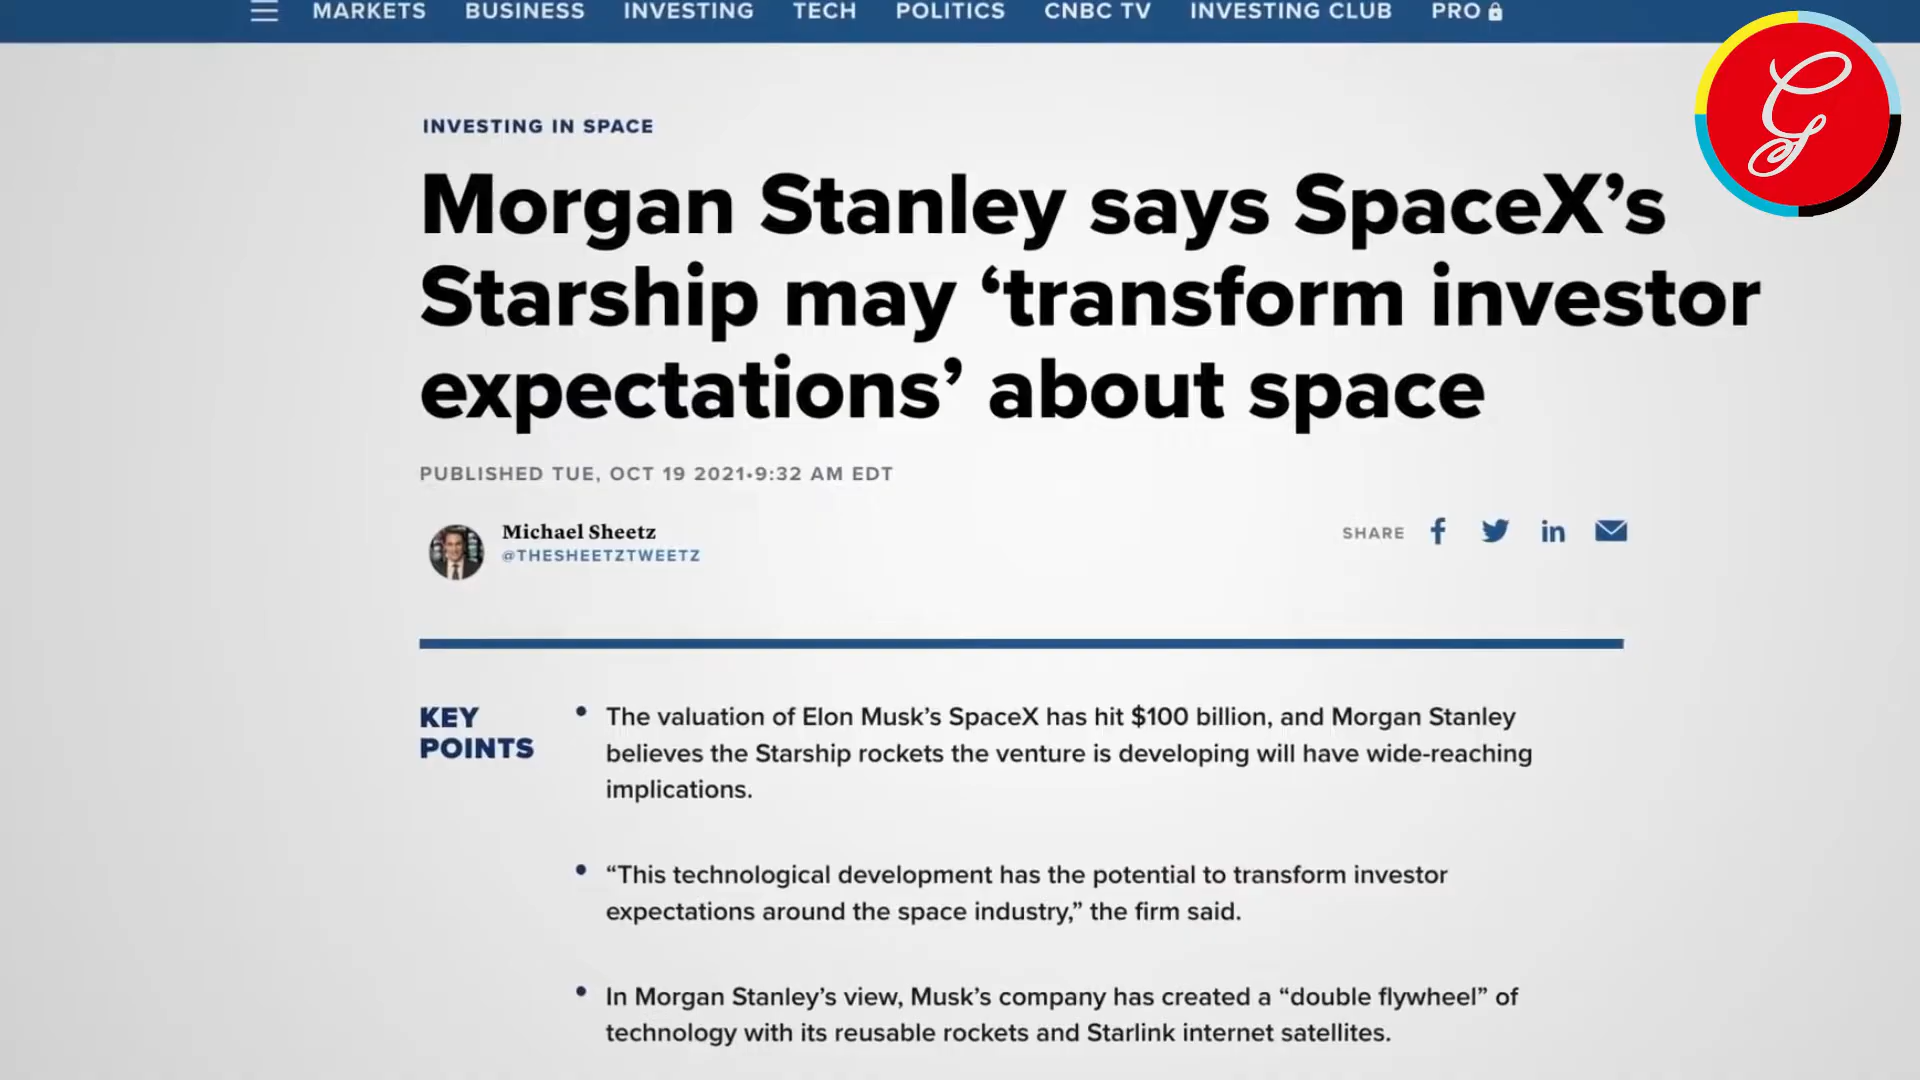 MARKETS BUSINESS INVESTING TECH POLITICS CNBC TV INVESTING CLUB PRO
G
INVESTING IN SPACE
Morgan Stanley says SpaceX’s
Starship may ‘transform investor
expectations’ about space
PUBLISHED TUE, OCT 19 2021•9:32 AM EDT
Michael Sheetz
@THESHEETZTWEETZ
SHARE
KEY
POINTS
• The valuation of Elon Musk’s SpaceX has hit $100 billion, and Morgan Stanley
believes the Starship rockets the venture is developing will have wide-reaching
implications.
• “This technological development has the potential to transform investor
expectations around the space industry,” the firm said.
• In Morgan Stanley’s view, Musk’s company has created a “double flywheel” of
technology with its reusable rockets and Starlink internet satellites.